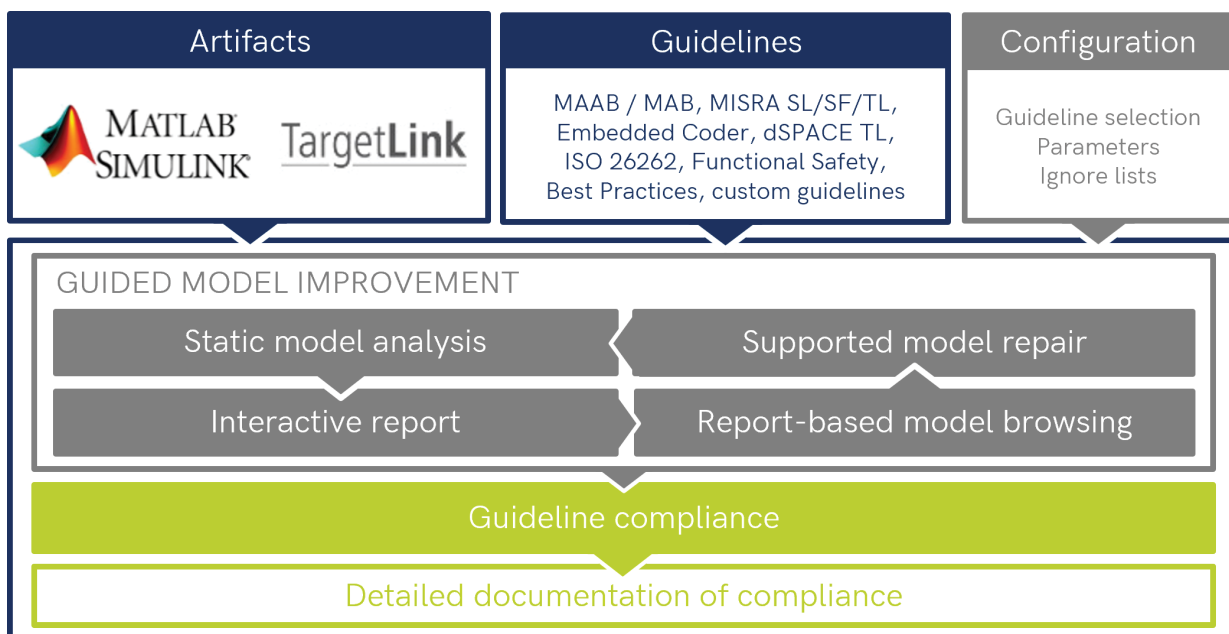 Artifacts
MATLAB®
SIMULINK®
TargetLink
Guidelines
MAAB / MAB, MISRA SL/SF/TL,
Embedded Coder, dSPACE TL,
ISO 26262, Functional Safety,
Best Practices, custom guidelines
Configuration
Guideline selection
Parameters
Ignore lists
GUIDED MODEL IMPROVEMENT
Static model analysis
Supported model repair
Interactive report
Report-based model browsing
Guideline compliance
Detailed documentation of compliance